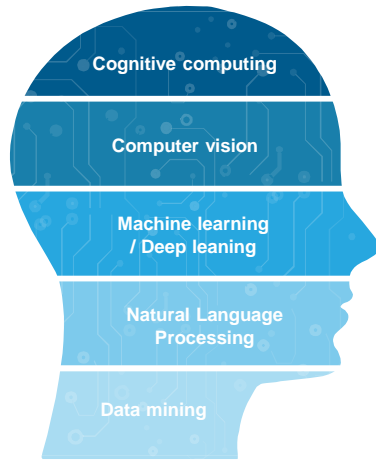 Cognitive computing
Computer vision
Machine learning
/ Deep leaning
Natural Language
Processing
Data mining